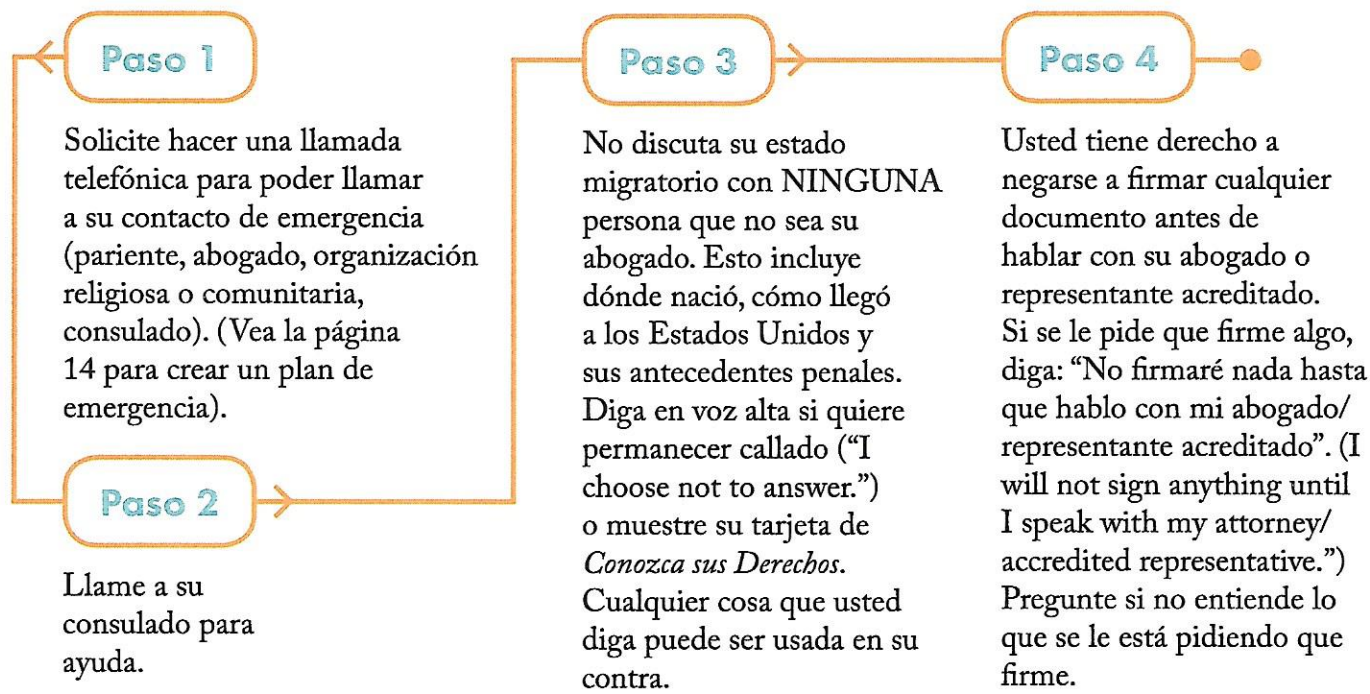 Paso 1
Solicite hacer una llamada
telefónica para poder llamar
a su contacto de emergencia
(pariente, abogado, organización
religiosa o comunitaria,
consulado). (Vea la página
14 para crear un plan de
emergencia).
Paso 2
Llame a su
consulado para
ayuda.
Paso 3
No discuta su estado
migratorio con NINGUNA
persona que no sea su
abogado. Esto incluye
dónde nació, cómo llegó
a los Estados Unidos y
sus antecedentes penales.
Diga en voz alta si quiere
permanecer callado (“I
choose not to answer.”)
o muestre su tarjeta de
Conozca sus Derechos.
Cualquier cosa que usted
diga puede ser usada en su
contra.
Paso 4
Usted tiene derecho a
negarse a firmar cualquier
documento antes de
hablar con su abogado o
representante acreditado.
Si se le pide que firme algo,
diga: “No firmaré nada hasta
que hablo con mi abogado/
representante acreditado”. (I
will not sign anything until
I speak with my attorney/
accredited representative.”)
Pregunte si no entiende lo
que se le está pidiendo que
firme.